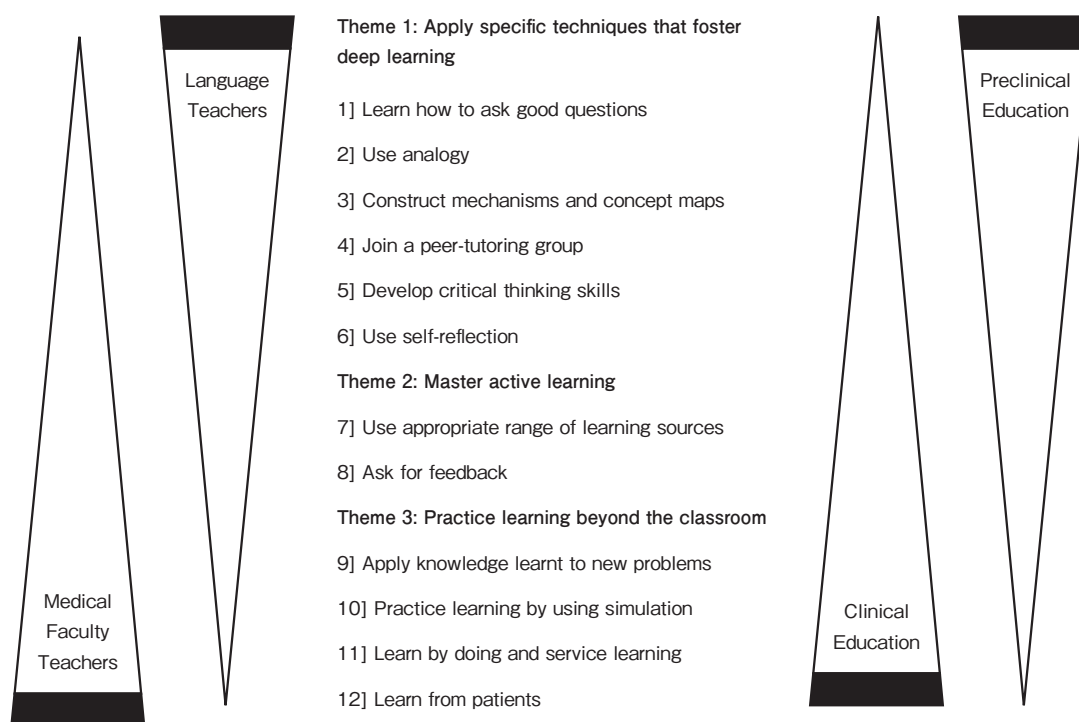 Language
Teachers
Medical
Faculty
Teachers
Theme 1: Apply specific techniques that foster
deep learning
1] Learn how to ask good questions
2] Use analogy
3] Construct mechanisms and concept maps
4] Join a peer-tutoring group
5] Develop critical thinking skills
6] Use self-reflection
Theme 2: Master active learning
7] Use appropriate range of learning sources
8] Ask for feedback
Theme 3: Practice learning beyond the classroom
9] Apply knowledge learnt to new problems
10] Practice learning by using simulation
11] Learn by doing and service learning
12] Learn from patients
Preclinical
Education
Clinical
Education